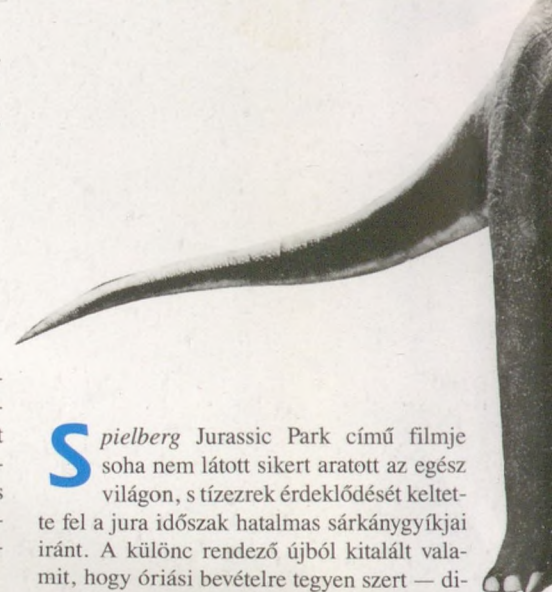 Spielberg Jurassic Park című filmje
soha nem látott sikert aratott az egész
világon, s tízezrek érdeklődését keltet-
te fel a jura időszak hatalmas sárkánygyíkjai
iránt. A különc rendező újból kitalált vala-
mit, hogy óriási bevételre tegyen szert — di-